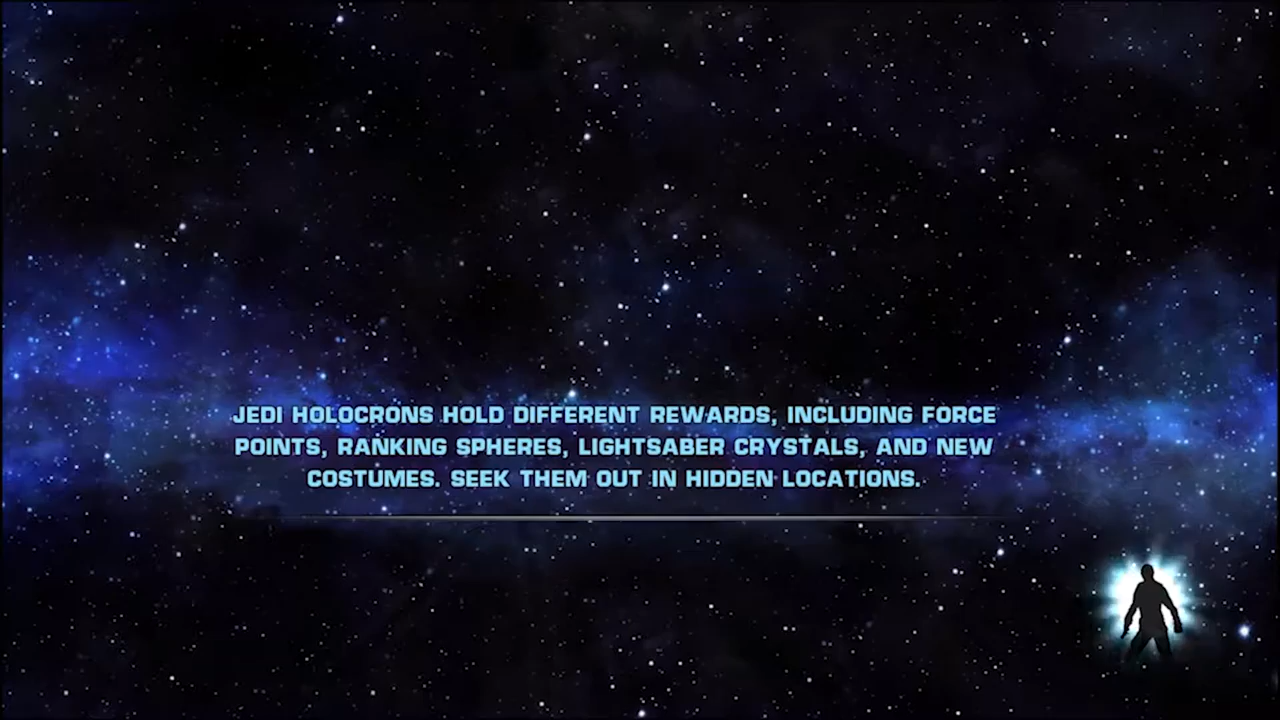 JEDI HOLOCRONS HOLD DIFFERENT REWARDS, INCLUDING FORCE
POINTS, RANKING SPHERES, LIGHTSABER CRYSTALS, AND NEW
COSTUMES. SEEK THEM OUT IN HIDDEN LOCATIONS.